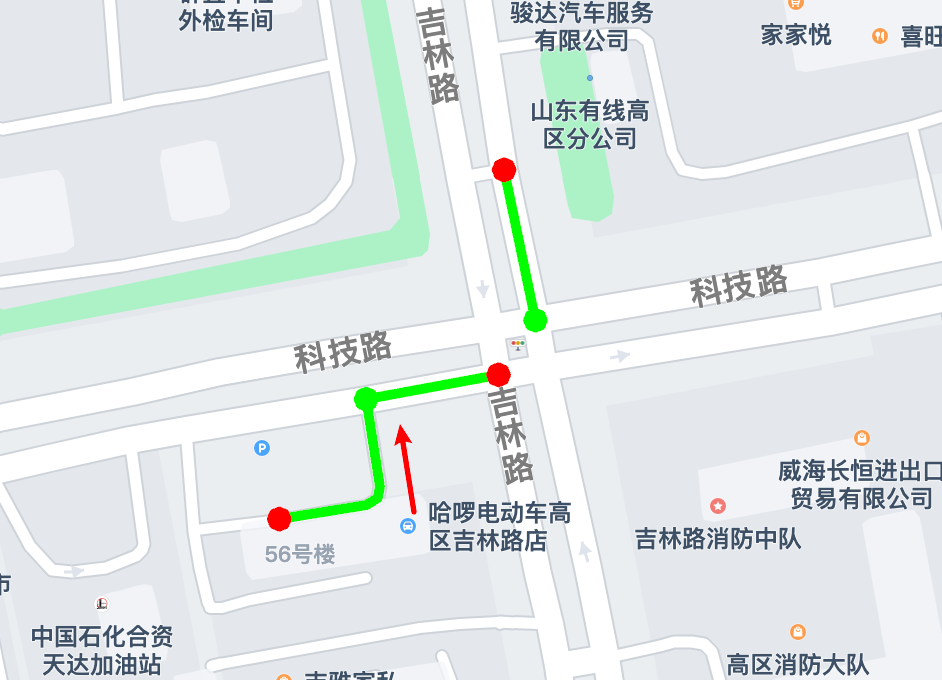 外检车间
吉林路
骏达汽车服务
有限公司
家家悦
喜旺
山东有线高
区分公司
科技路
科技路
吉林路
P
威海长恒进出口
贸易有限公司
哈啰电动车高
区吉林路店
吉林路消防中队
56号楼
市
中国石化合资
天达加油站
高区消防大队